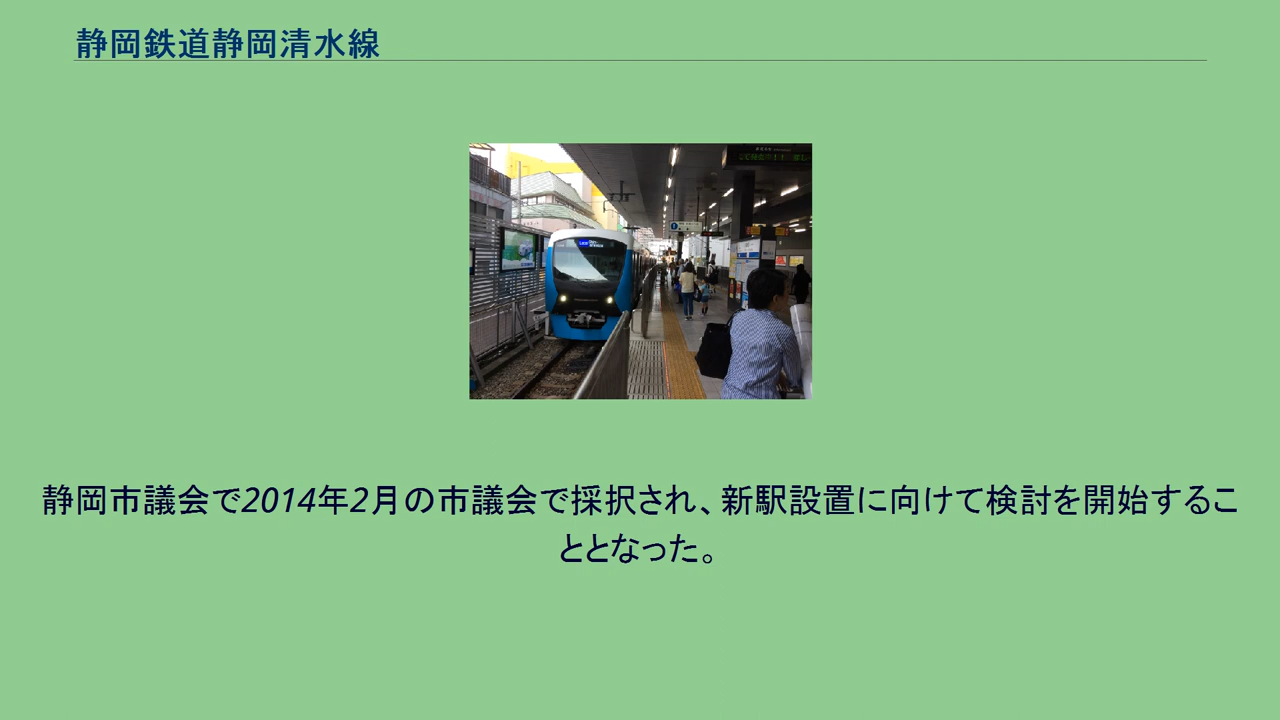 静岡鉄道静岡清水線
静岡市議会で2014年2月の市議会で採択され、新駅設置に向けて検討を開始するこ
ととなった。